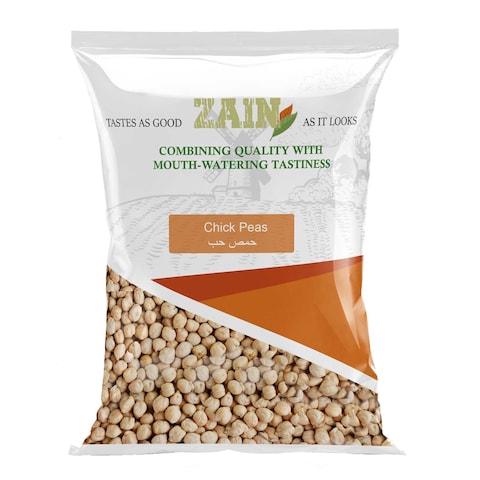 ZAIN
TASTES AS GOOD AS IT LOOKS
COMBINING QUALITY WITH
MOUTH-WATERING TASTINESS
Chick Peas
حمص حب